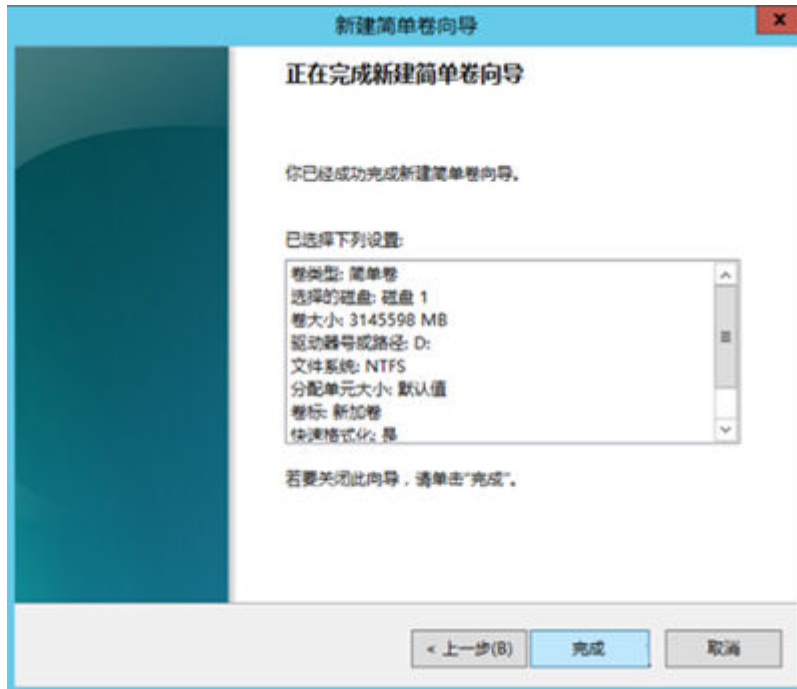 新建简单卷向导
x
正在完成新建简单卷向导
你已经成功完成新建简单卷向导。
已选择下列设置:
卷类型: 简单卷
选择的磁盘: 磁盘 1
卷大小: 3145598 MB
驱动器号或路径: D:
文件系统: NTFS
分配单元大小: 默认值
卷标: 新加卷
快速格式化: 是
若要关闭此向导，请单击"完成"。
< 上一步(B)
完成
取消